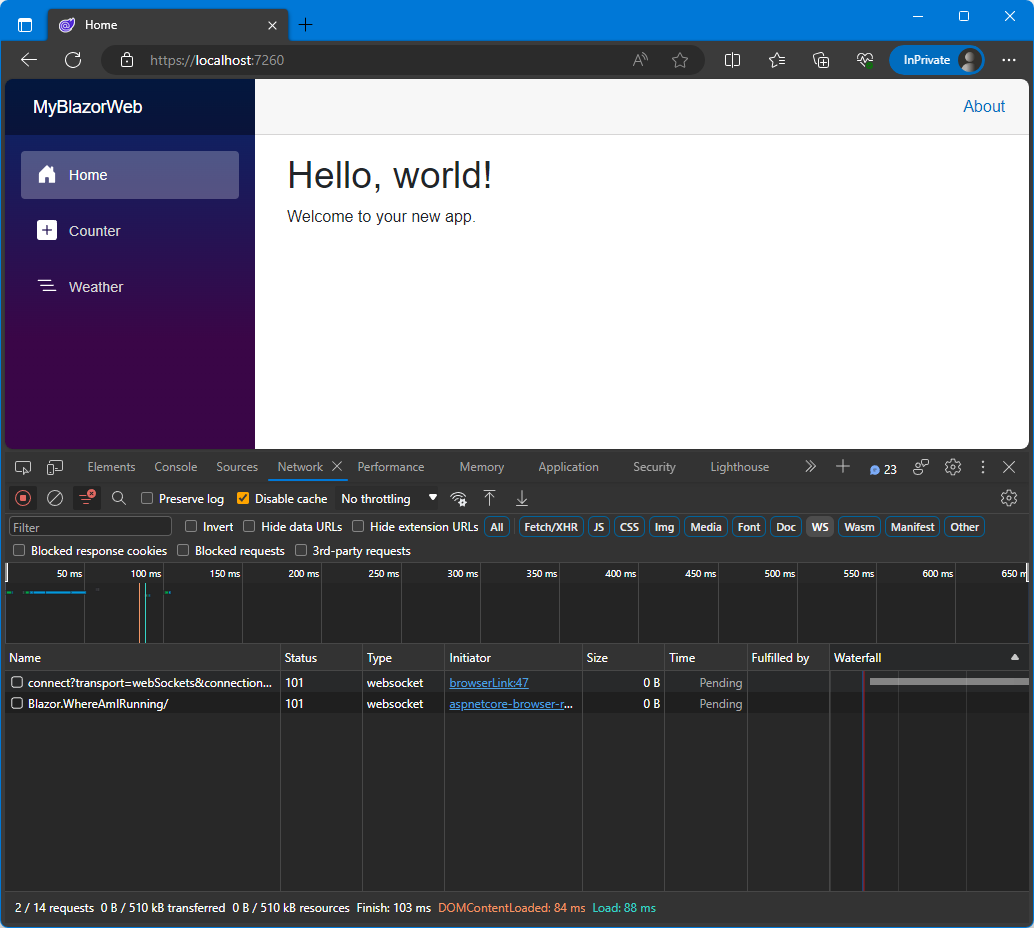 Home
https://localhost:7260
InPrivate
MyBlazorWeb
About
Home
Counter
Weather
Hello, world!
Welcome to your new app.
Elements Console Sources Network Performance Memory Application Security Lighthouse 23
Preserve log Disable cache No throttling
Filter Invert Hide data URLs Hide extension URLs All Fetch/XHR JS CSS Img Media Font Doc WS Wasm Manifest Other
Blocked response cookies Blocked requests 3rd-party requests
50 ms 100 ms 150 ms 200 ms 250 ms 300 ms 350 ms 400 ms 450 ms 500 ms 550 ms 600 ms 650 m
Name Status Type Initiator Size Time Fulfilled by Waterfall
connect?transport=webSockets&connection... 101 websocket browserLink:47 0 B Pending
Blazor.WhereAmIRunning/ 101 websocket aspnetcore-browser-r... 0 B Pending
2 / 14 requests 0 B / 510 kB transferred 0 B / 510 kB resources Finish: 103 ms DOMContentLoaded: 84 ms Load: 88 ms